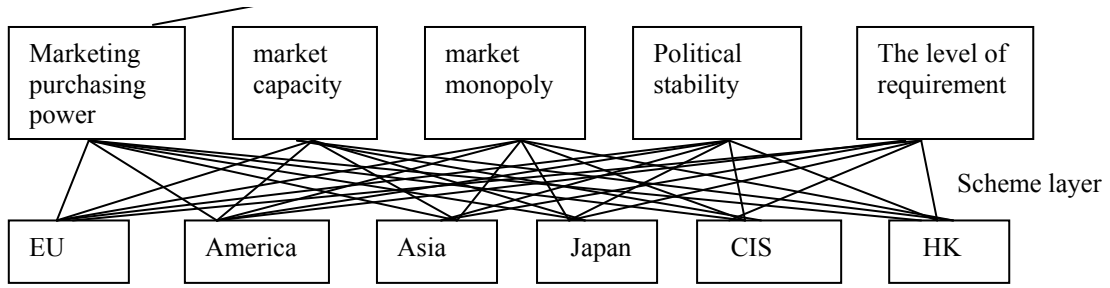 Marketing
purchasing
power
market
capacity
market
monopoly
Political
stability
The level of
requirement
Scheme layer
EU
America
Asia
Japan
CIS
HK